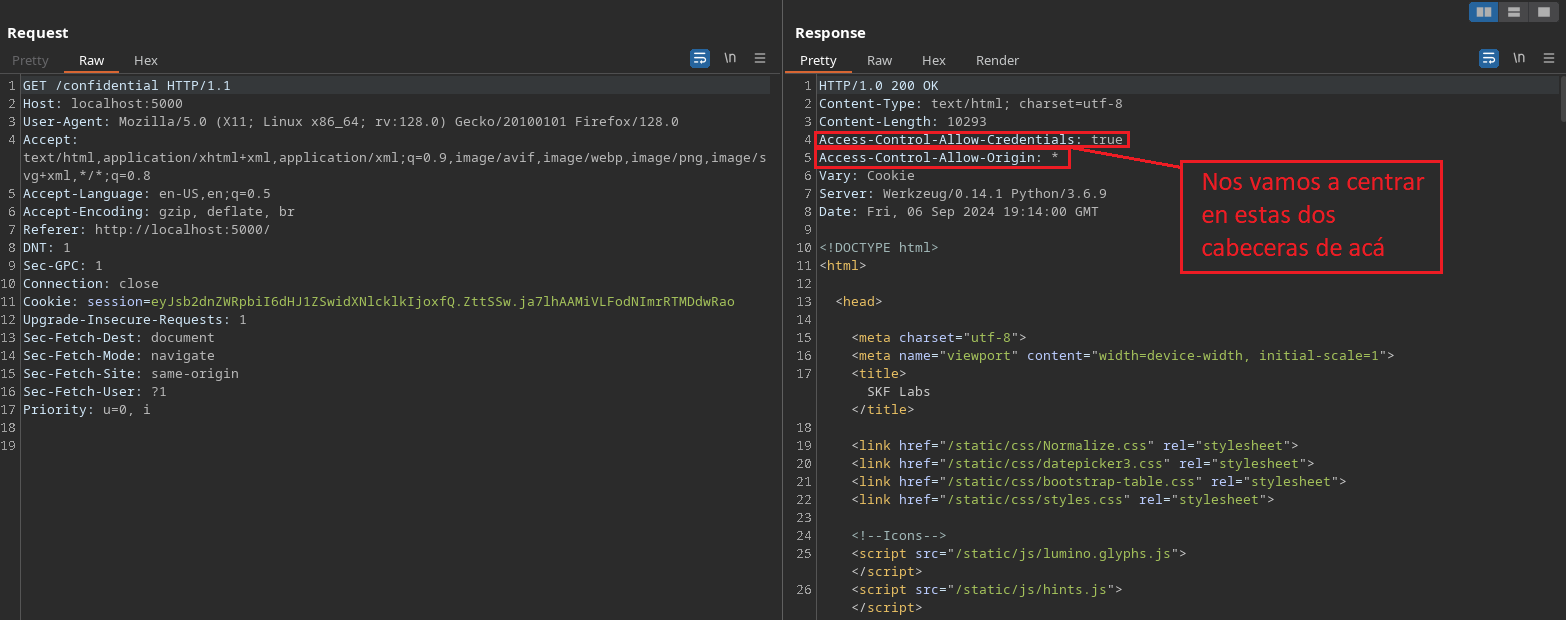 Request
Pretty Raw Hex \n
1 GET /confidential HTTP/1.1
2 Host: localhost:5000
3 User-Agent: Mozilla/5.0 (X11; Linux x86_64; rv:128.0) Gecko/20100101 Firefox/128.0
4 Accept:
text/html,application/xhtml+xml,application/xml;q=0.9,image/avif,image/webp,image/png,image/s
vg+xml,*/*;q=0.8
5 Accept-Language: en-US,en;q=0.5
6 Accept-Encoding: gzip, deflate, br
7 Referer: http://localhost:5000/
8 DNT: 1
9 Sec-GPC: 1
10 Connection: close
11 Cookie: session=eyJsb2dnZWRpbiI6dHJ1ZSwidXNlcklkIjoxfQ.ZttSSw.ja7lhAAMiVLFodNImrRTMDdwRao
12 Upgrade-Insecure-Requests: 1
13 Sec-Fetch-Dest: document
14 Sec-Fetch-Mode: navigate
15 Sec-Fetch-Site: same-origin
16 Sec-Fetch-User: ?1
17 Priority: u=0, i
18
19
Response
Pretty Raw Hex Render \n
1 HTTP/1.0 200 OK
2 Content-Type: text/html; charset=utf-8
3 Content-Length: 10293
4 Access-Control-Allow-Credentials: true
5 Access-Control-Allow-Origin: *
6 Vary: Cookie
7 Server: Werkzeug/0.14.1 Python/3.6.9
8 Date: Fri, 06 Sep 2024 19:14:00 GMT
9
10 <!DOCTYPE html>
11 <html>
12
13 <head>
14
15 <meta charset="utf-8">
16 <meta name="viewport" content="width=device-width, initial-scale=1">
17 <title>
SKF Labs
</title>
18
19 <link href="/static/css/Normalize.css" rel="stylesheet">
20 <link href="/static/css/datepicker3.css" rel="stylesheet">
21 <link href="/static/css/bootstrap-table.css" rel="stylesheet">
22 <link href="/static/css/styles.css" rel="stylesheet">
23
24 <!--Icons-->
25 <script src="/static/js/lumino.glyphs.js">
</script>
26 <script src="/static/js/hints.js">
</script>
Nos vamos a centrar
en estas dos
cabeceras de acá